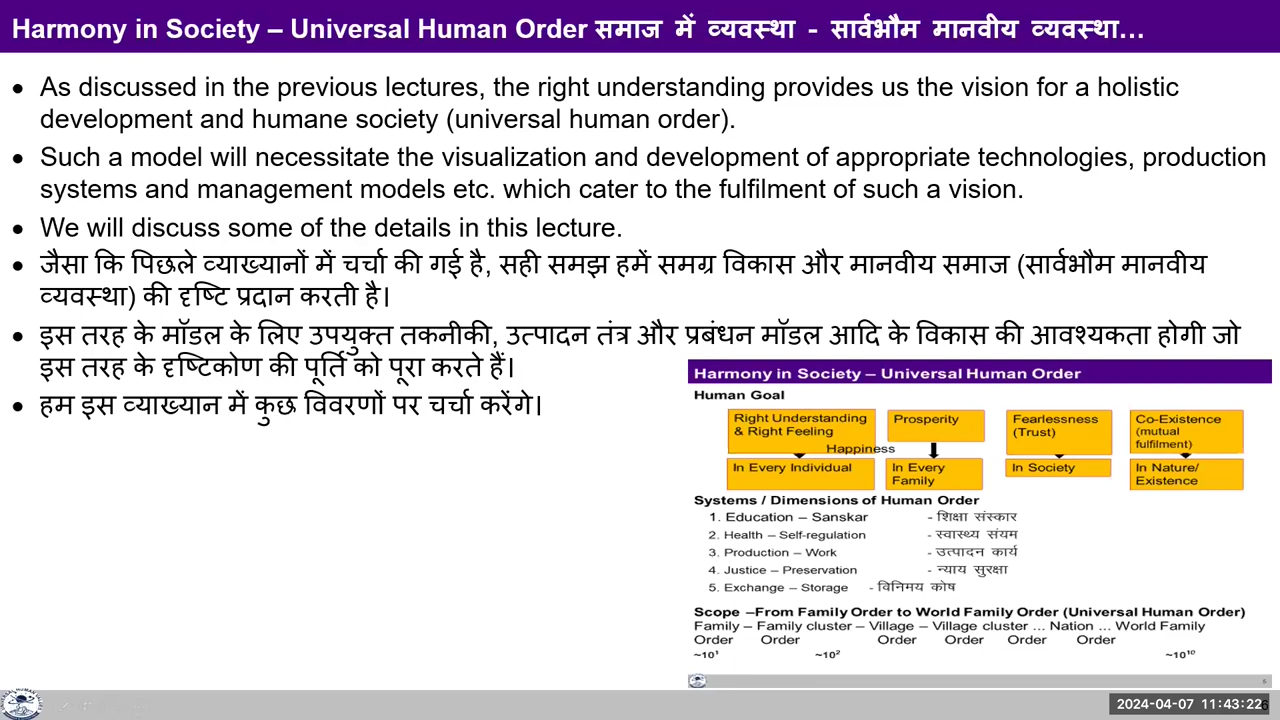 Harmony in Society – Universal Human Order समाज में व्यवस्था - सार्वभौम मानवीय व्यवस्था…
• As discussed in the previous lectures, the right understanding provides us the vision for a holistic
development and humane society (universal human order).
• Such a model will necessitate the visualization and development of appropriate technologies, production
systems and management models etc. which cater to the fulfilment of such a vision.
• We will discuss some of the details in this lecture.
• जैसा कि पिछले व्याख्यानों में चर्चा की गई है, सही समझ हमें समग्र विकास और मानवीय समाज (सार्वभौम मानवीय
व्यवस्था) की दृष्टि प्रदान करती है।
• इस तरह के मॉडल के लिए उपयुक्त तकनीकी, उत्पादन तंत्र और प्रबंधन मॉडल आदि के विकास की आवश्यकता होगी जो
इस तरह के दृष्टिकोण की पूर्ति को पूरा करते हैं।
• हम इस व्याख्यान में कुछ विवरणों पर चर्चा करेंगे।
Harmony in Society – Universal Human Order
Human Goal
Right Understanding
& Right Feeling
Prosperity
Fearlessness
(Trust)
Co-Existence
(mutual
fulfilment)
Happiness
In Every Individual
In Every
Family
In Society
In Nature/
Existence
Systems / Dimensions of Human Order
1. Education – Sanskar - शिक्षा संस्कार
2. Health – Self-regulation - स्वास्थ्य संयम
3. Production – Work - उत्पादन कार्य
4. Justice – Preservation - न्याय सुरक्षा
5. Exchange – Storage - विनिमय कोष
Scope –From Family Order to World Family Order (Universal Human Order)
Family – Family cluster – Village – Village cluster ... Nation ... World Family
Order Order Order Order Order Order
~10¹ ~10² ~10¹⁰
2024-04-07 11:43:22